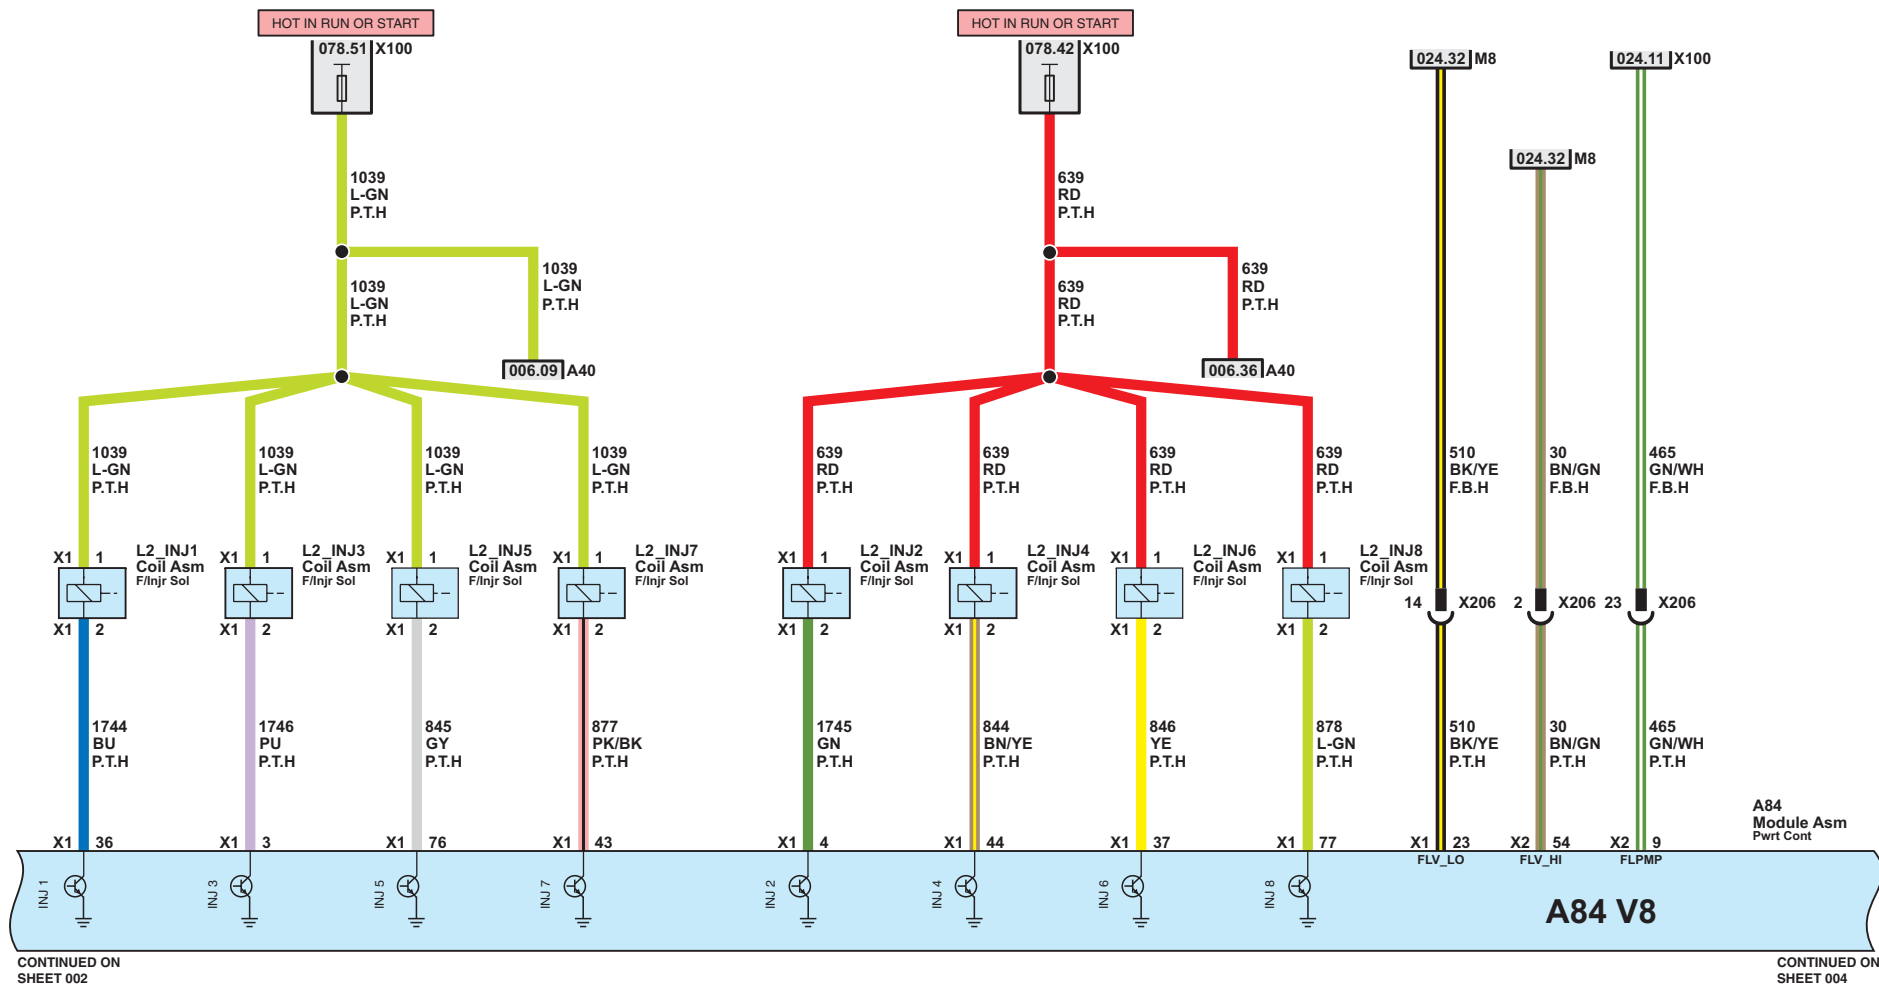 HOT IN RUN OR START
HOT IN RUN OR START
078.51 X100
078.42 X100
024.32 M8
024.11 X100
024.32 M8
1039
L-GN
P.T.H
639
RD
P.T.H
1039
L-GN
P.T.H
1039
L-GN
P.T.H
639
RD
P.T.H
639
RD
P.T.H
006.09 A40
006.36 A40
1039
L-GN
P.T.H
1039
L-GN
P.T.H
1039
L-GN
P.T.H
1039
L-GN
P.T.H
639
RD
P.T.H
639
RD
P.T.H
639
RD
P.T.H
639
RD
P.T.H
510
BK/YE
F.B.H
30
BN/GN
F.B.H
465
GN/WH
F.B.H
X1 1
L2_INJ1
Coil Asm
F/Injr Sol
X1 2
X1 1
L2_INJ3
Coil Asm
F/Injr Sol
X1 2
X1 1
L2_INJ5
Coil Asm
F/Injr Sol
X1 2
X1 1
L2_INJ7
Coil Asm
F/Injr Sol
X1 2
X1 1
L2_INJ2
Coil Asm
F/Injr Sol
X1 2
X1 1
L2_INJ4
Coil Asm
F/Injr Sol
X1 2
X1 1
L2_INJ6
Coil Asm
F/Injr Sol
X1 2
X1 1
L2_INJ8
Coil Asm
F/Injr Sol
X1 2
14 X206
2 X206
23 X206
1744
BU
P.T.H
1746
PU
P.T.H
845
GY
P.T.H
877
PK/BK
P.T.H
1745
GN
P.T.H
844
BN/YE
P.T.H
846
YE
P.T.H
878
L-GN
P.T.H
510
BK/YE
P.T.H
30
BN/GN
P.T.H
465
GN/WH
P.T.H
A84
Module Asm
Pwrt Cont
X1 36
X1 3
X1 76
X1 43
X1 4
X1 44
X1 37
X1 77
X1 23
X2 54
X2 9
FLV_LO
FLV_HI
FLPMP
INJ 1
INJ 3
INJ 5
INJ 7
INJ 2
INJ 4
INJ 6
INJ 8
A84 V8
CONTINUED ON
SHEET 002
CONTINUED ON
SHEET 004